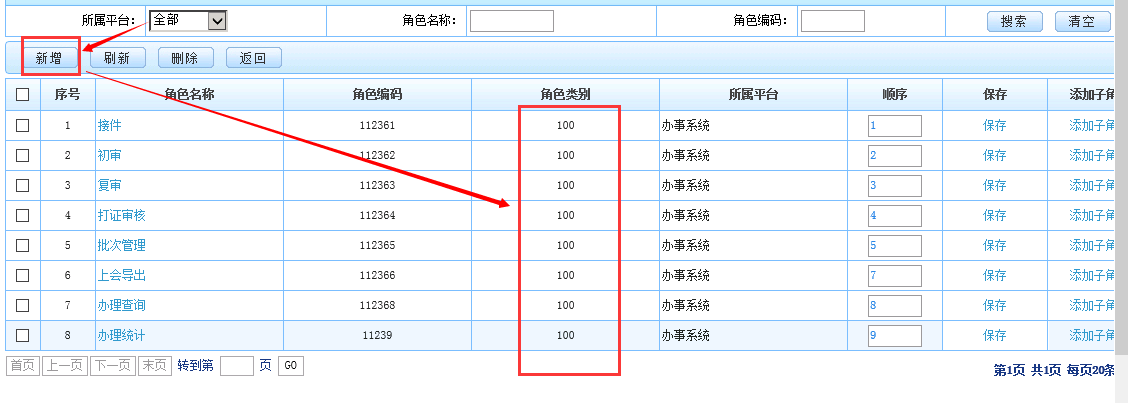 所属平台： 全部 角色名称： 角色编码： 搜索 清空
新增 刷新 删除 返回
序号 角色名称 角色编码 角色类别 所属平台 顺序 保存 添加子角
1 接件 112361 100 办事系统 1 保存 添加子角
2 初审 112362 100 办事系统 2 保存 添加子角
3 复审 112363 100 办事系统 3 保存 添加子角
4 打证审核 112364 100 办事系统 4 保存 添加子角
5 批次管理 112365 100 办事系统 5 保存 添加子角
6 上会导出 112366 100 办事系统 7 保存 添加子角
7 办理查询 112368 100 办事系统 8 保存 添加子角
8 办理统计 11239 100 办事系统 9 保存 添加子角
首页 上一页 下一页 末页 转到第 页 GO 第1页 共1页 每页20条